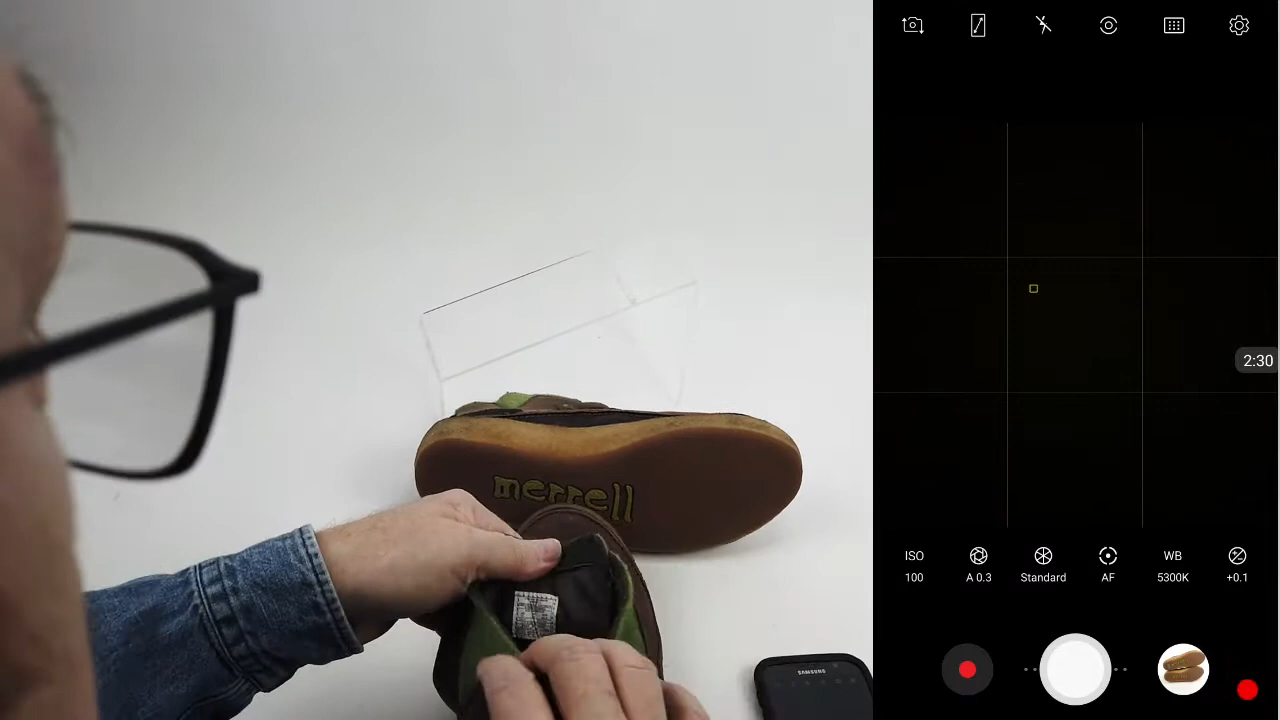 merrell
SAMSUNG
2:30
ISO
WB
100
A 0.3
Standard
AF
5300K
+0.1